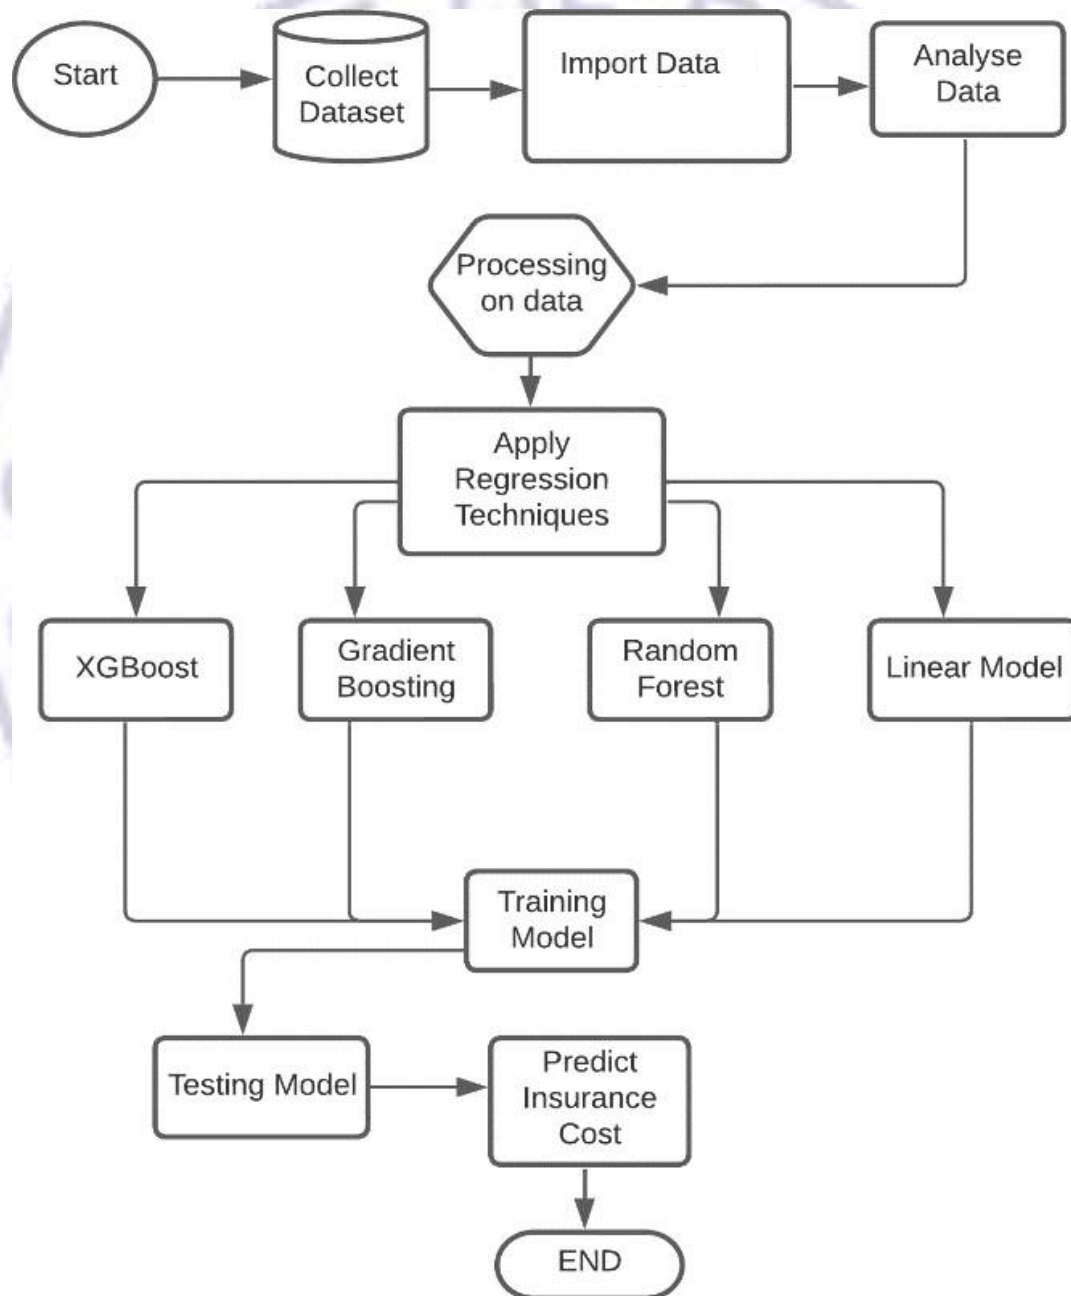 Start
Collect
Dataset
Import Data
Analyse
Data
Processing
on data
Apply
Regression
Techniques
XGBoost
Gradient
Boosting
Random
Forest
Linear Model
Training
Model
Testing Model
Predict
Insurance
Cost
END